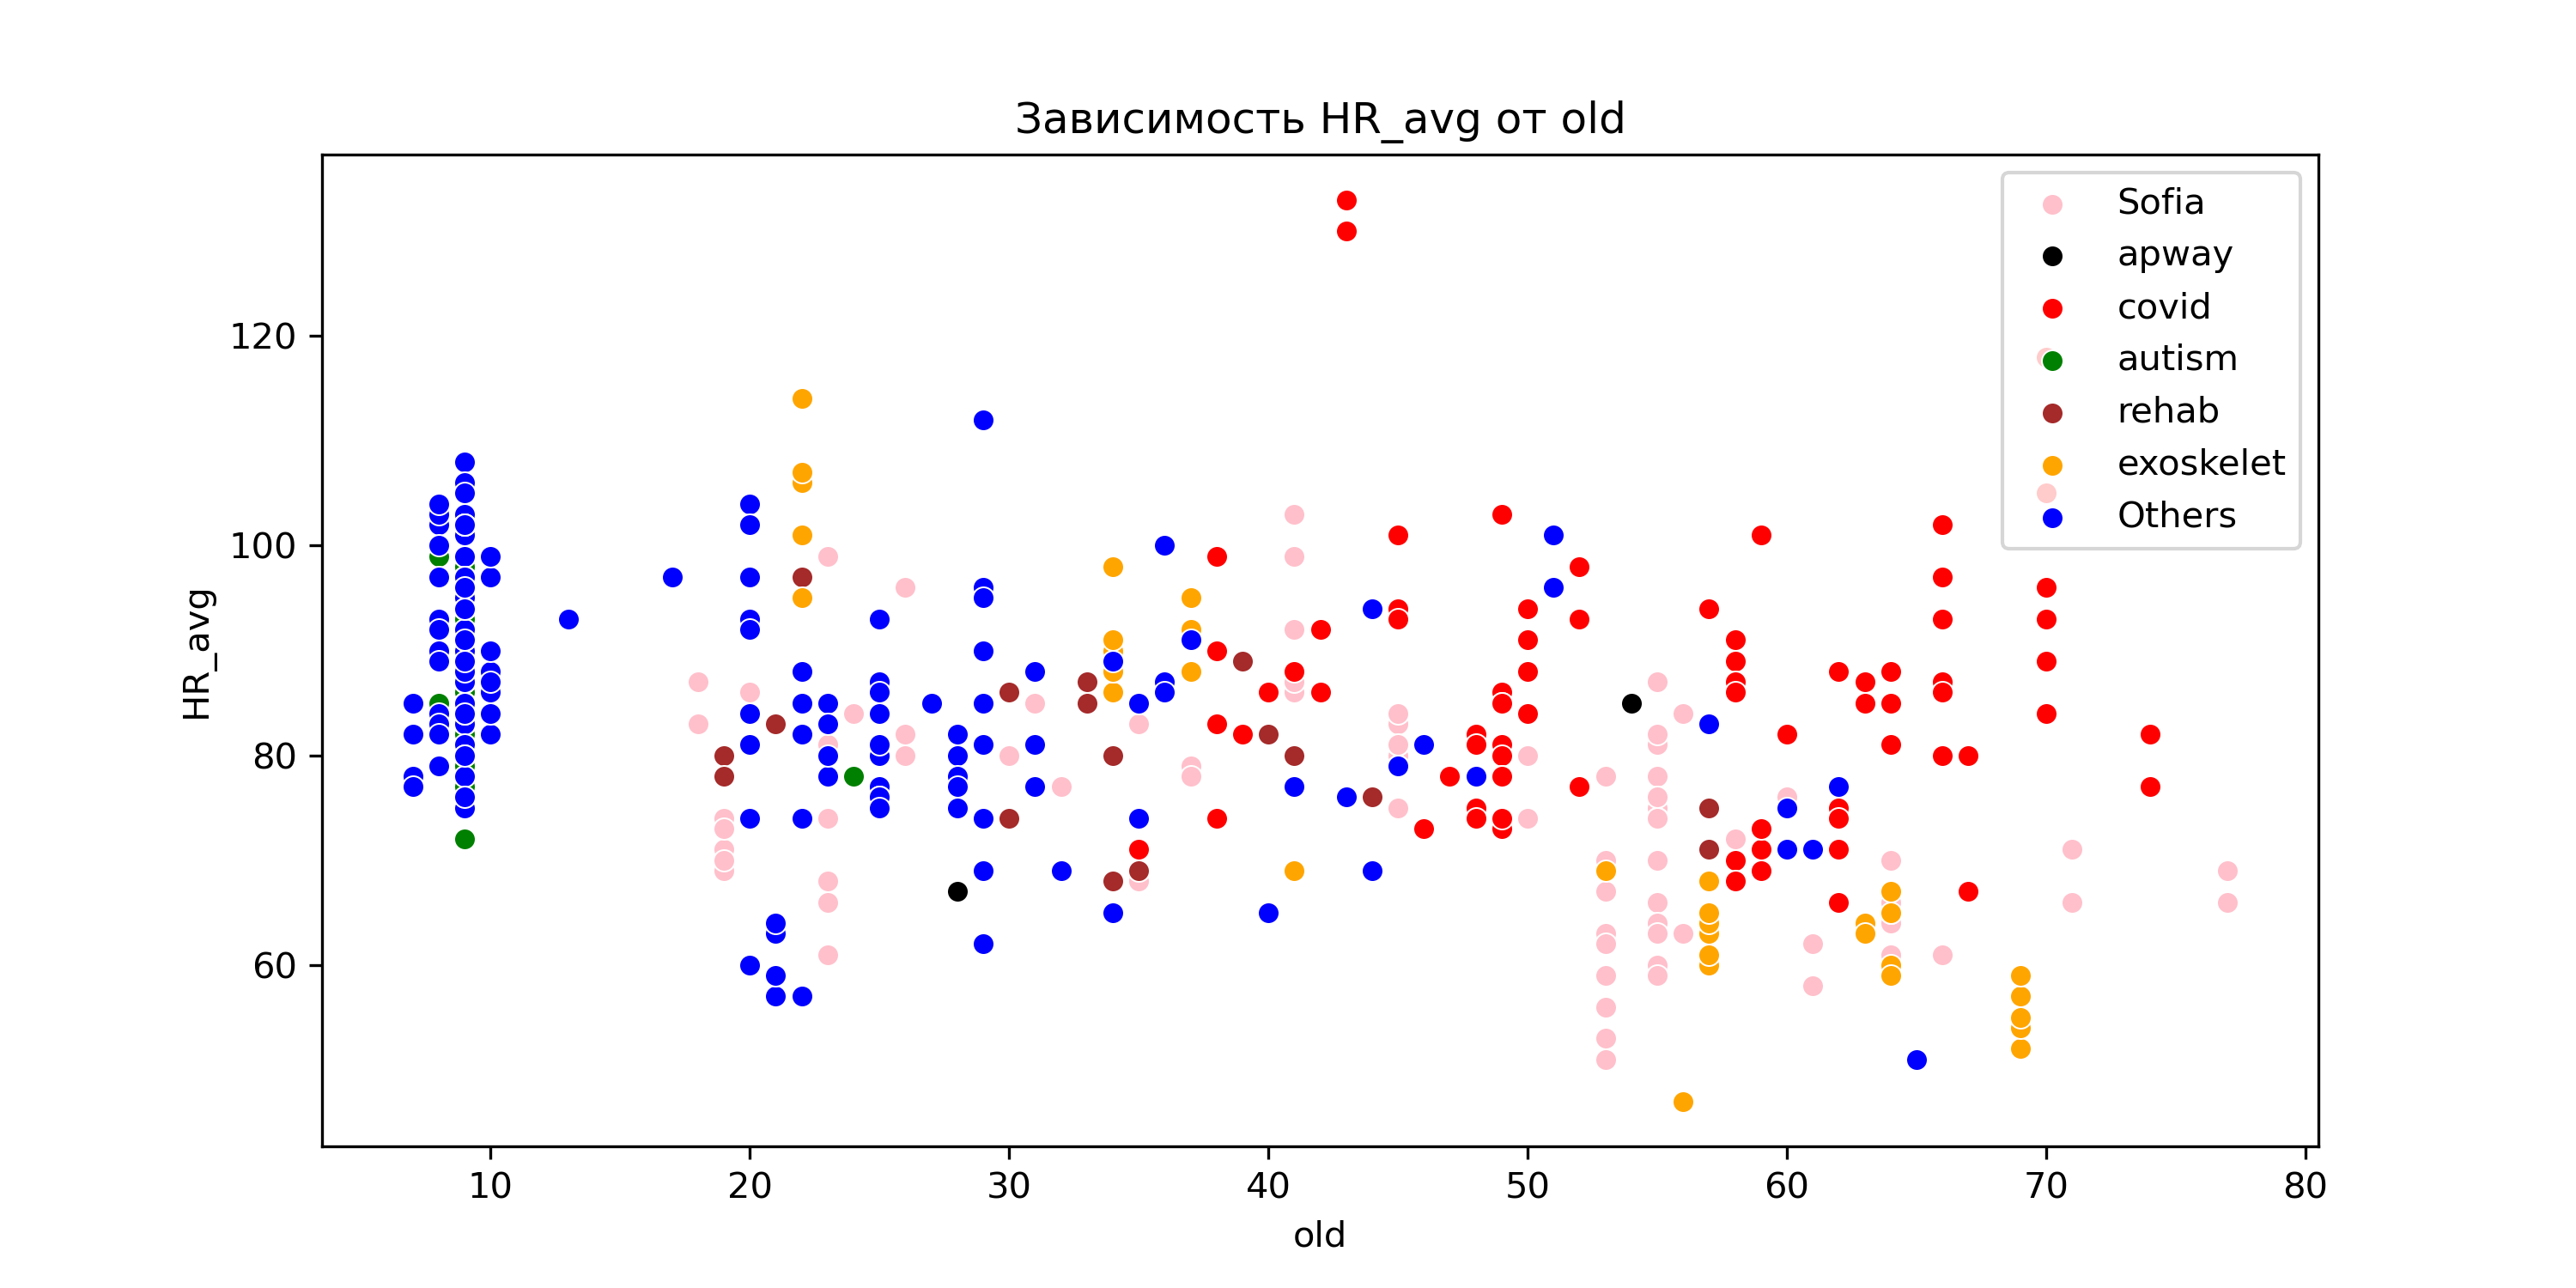 Зависимость HR_avg от old
Sofia
apway
covid
autism
rehab
exoskelet
Others
HR_avg
120
100
80
60
10 20 30 40 50 60 70 80
old